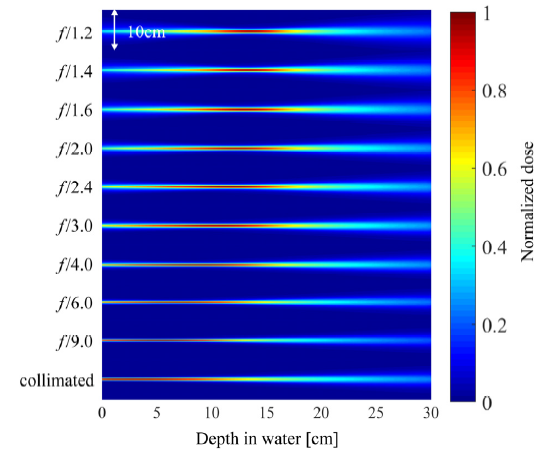 f/1.2
10cm
f/1.4
f/1.6
f/2.0
f/2.4
f/3.0
f/4.0
f/6.0
f/9.0
collimated
0 5 10 15 20 25 30
Depth in water [cm]
1
0.8
0.6
0.4
0.2
0
Normalized dose